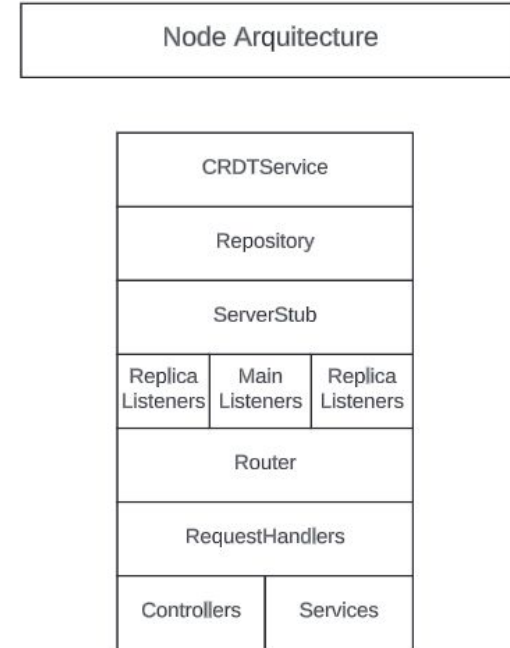 Node Arquitecture
CRDTService
Repository
ServerStub
Replica
Listeners
Main
Listeners
Replica
Listeners
Router
RequestHandlers
Controllers
Services